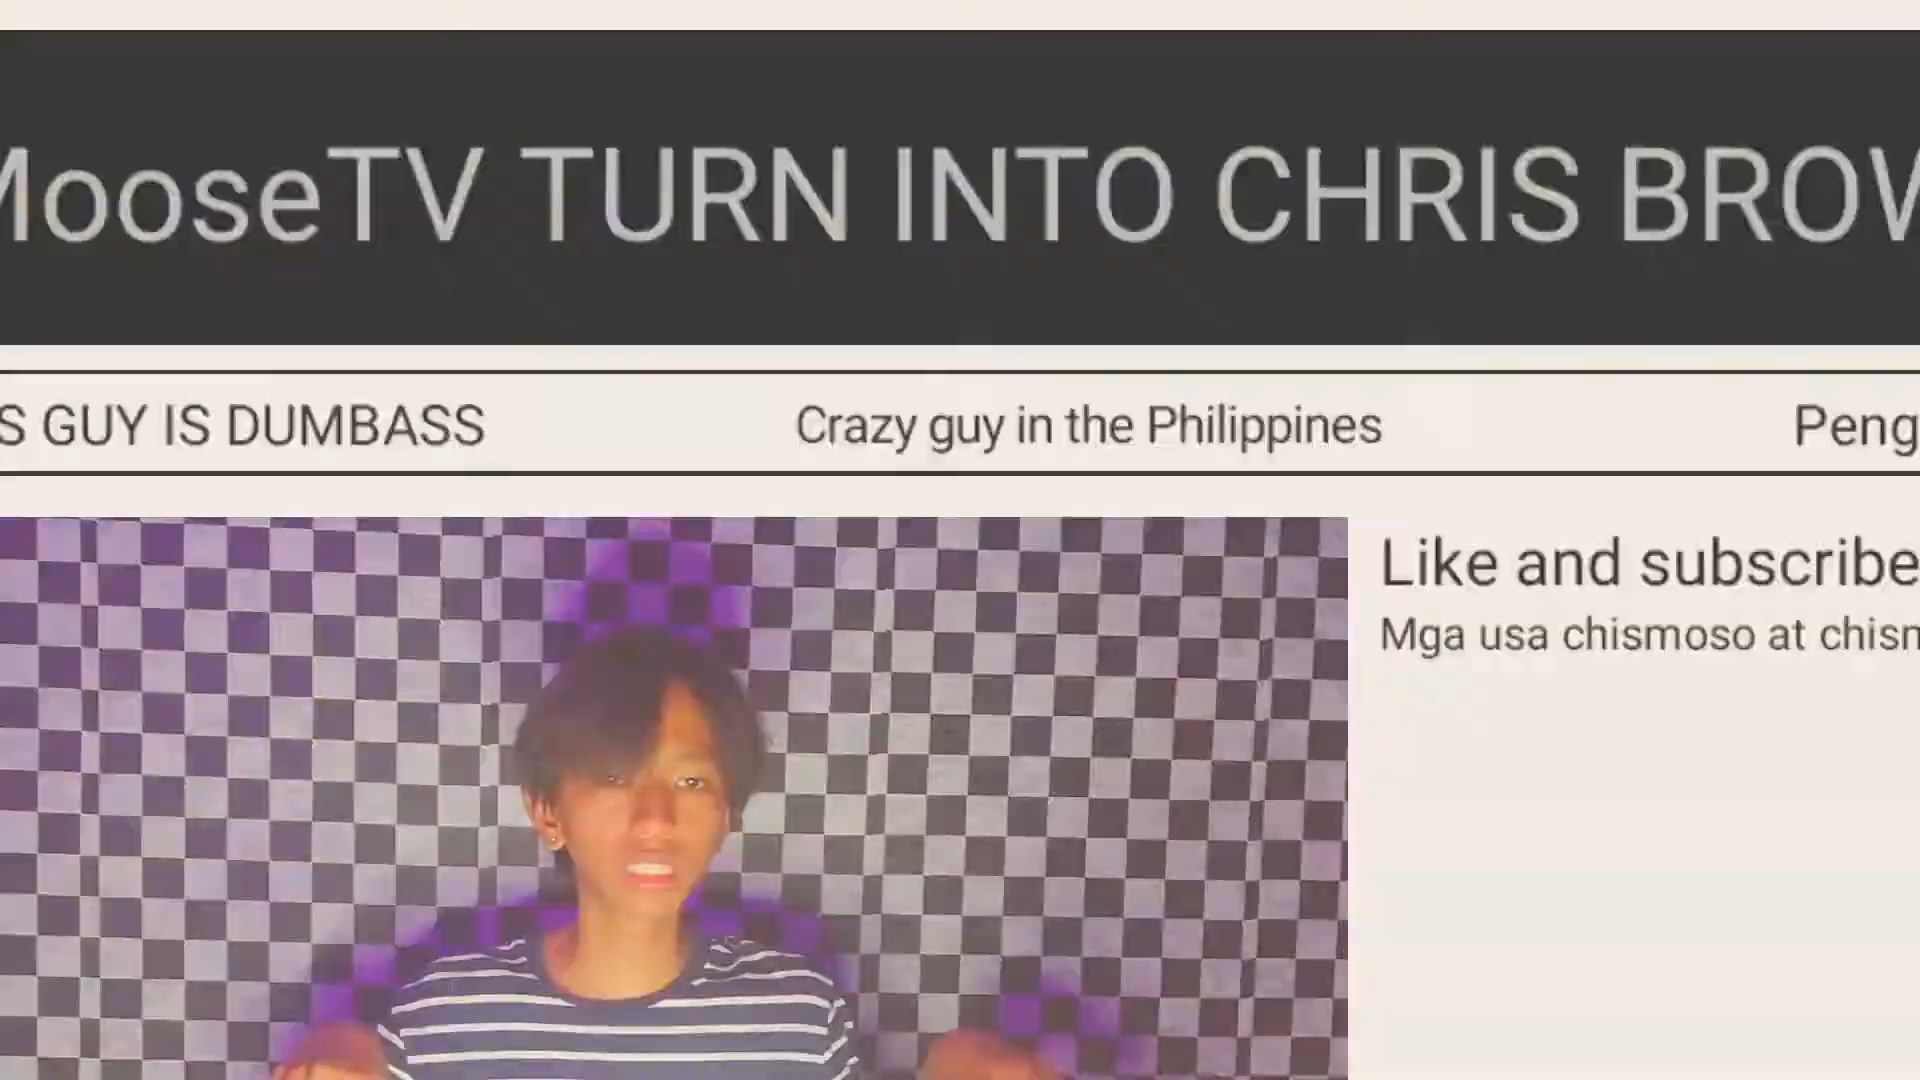 MooseTV TURN INTO CHRIS BROW
S GUY IS DUMBASS
Crazy guy in the Philippines
Peng
Like and subscribe
Mga usa chismoso at chism